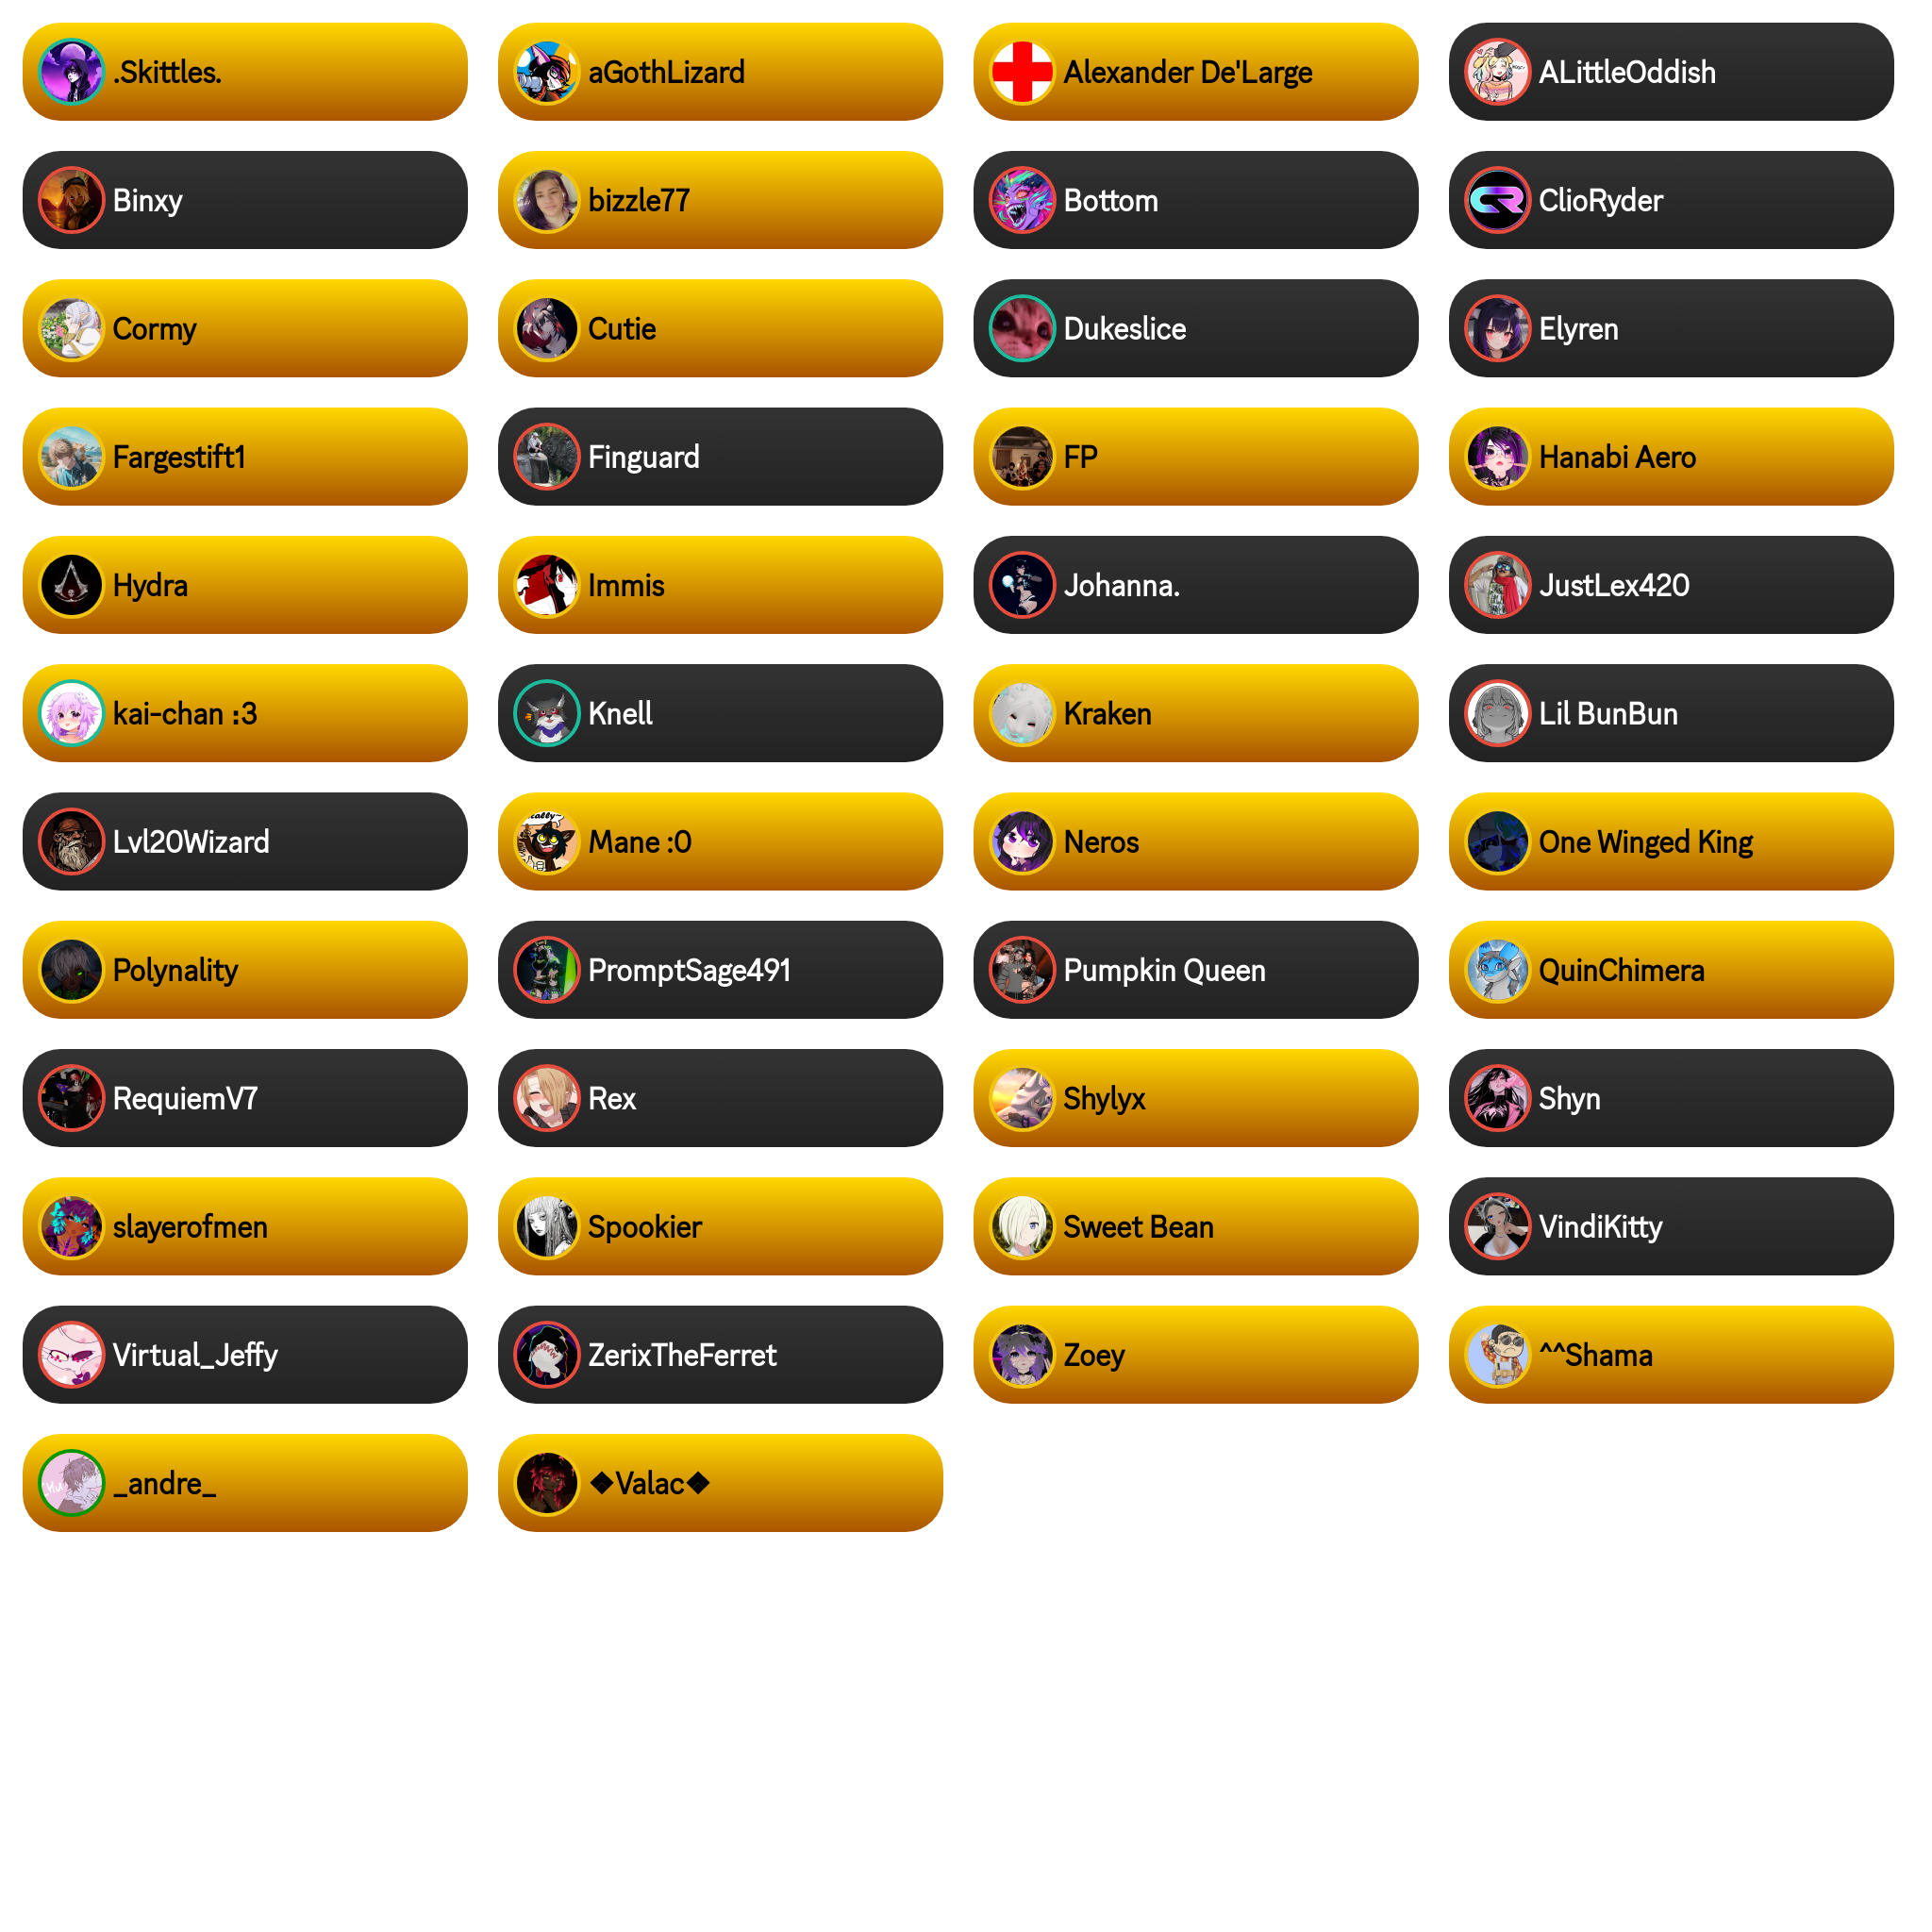 .Skittles.
aGothLizard
Alexander De'Large
ALittleOddish
Binxy
bizzle77
Bottom
ClioRyder
Cormy
Cutie
Dukeslice
Elyren
Fargestift1
Finguard
FP
Hanabi Aero
Hydra
Immis
Johanna.
JustLex420
kai-chan :3
Knell
Kraken
Lil BunBun
Lvl20Wizard
Mane :0
Neros
One Winged King
Polynality
PromptSage491
Pumpkin Queen
QuinChimera
RequiemV7
Rex
Shylyx
Shyn
slayerofmen
Spookier
Sweet Bean
VindiKitty
Virtual_Jeffy
ZerixTheFerret
Zoey
^^Shama
_andre_
❖Valac❖